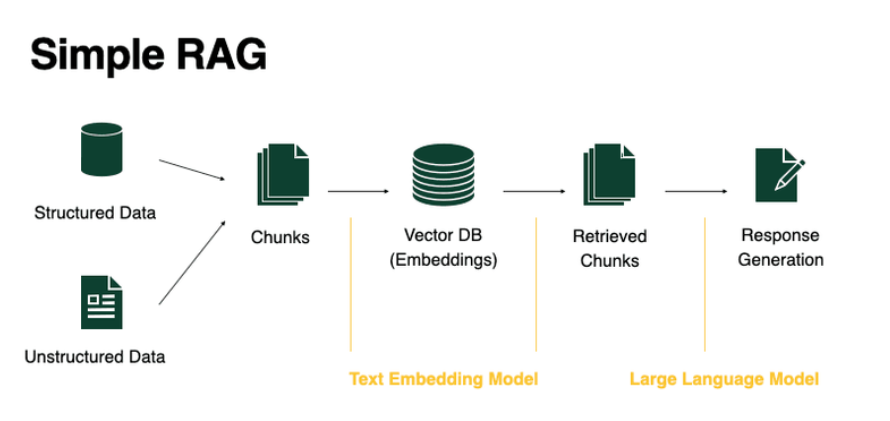 Simple RAG
Structured Data
Unstructured Data
Chunks
Vector DB
(Embeddings)
Retrieved
Chunks
Response
Generation
Text Embedding Model
Large Language Model